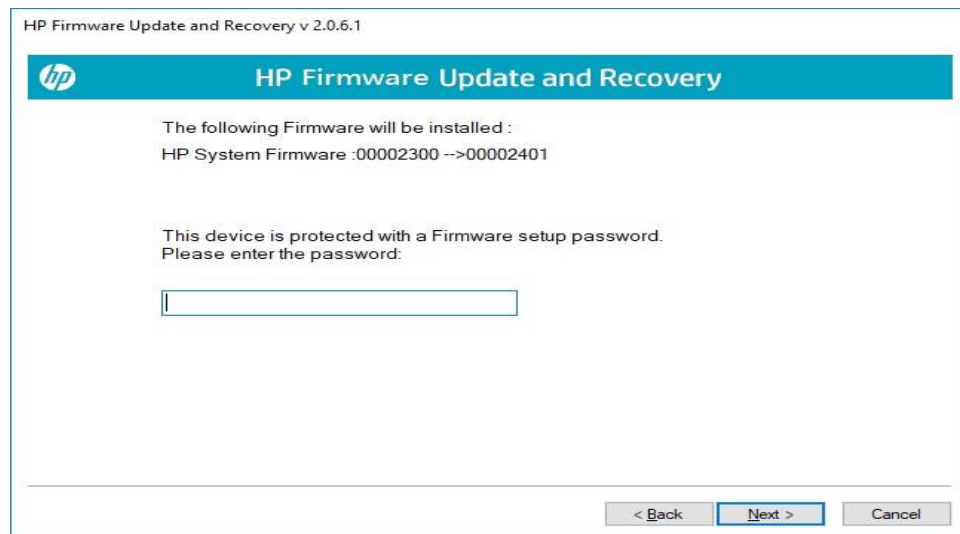 HP Firmware Update and Recovery v 2.0.6.1
hp HP Firmware Update and Recovery
The following Firmware will be installed :
HP System Firmware :00002300 -->00002401
This device is protected with a Firmware setup password.
Please enter the password:
< Back Next > Cancel